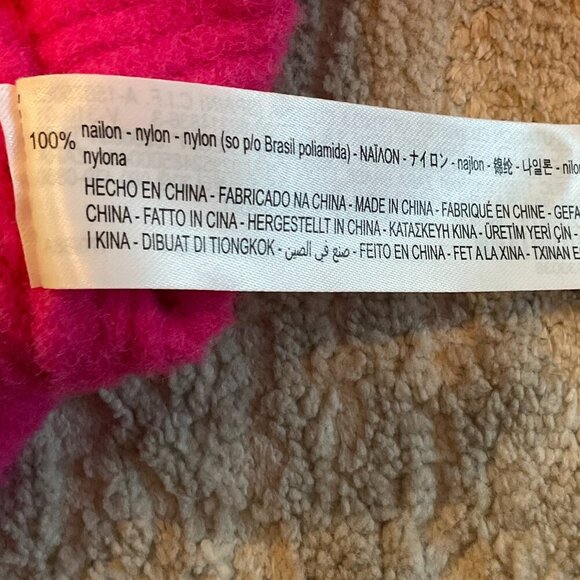 100% nailon - nylon - nylon (so p/o Brasil poliamida) - ΝΑΪΛΟΝ - ナイロン - najlon - 锦纶 - 나일론 -
nylona
HECHO EN CHINA - FABRICADO NA CHINA - MADE IN CHINA - FABRIQUÉ EN CHINE -
CHINA - FATTO IN CINA - HERGESTELLT IN CHINA - ΚΑΤΑΣΚΕΥΗ ΚΙΝΑ - ÜRETİM YERİ ÇİN -
I KINA - DIBUAT DI TIONGKOK - صنع في الصين - FEITO EN CHINA - FET A LA XINA - TXINAN